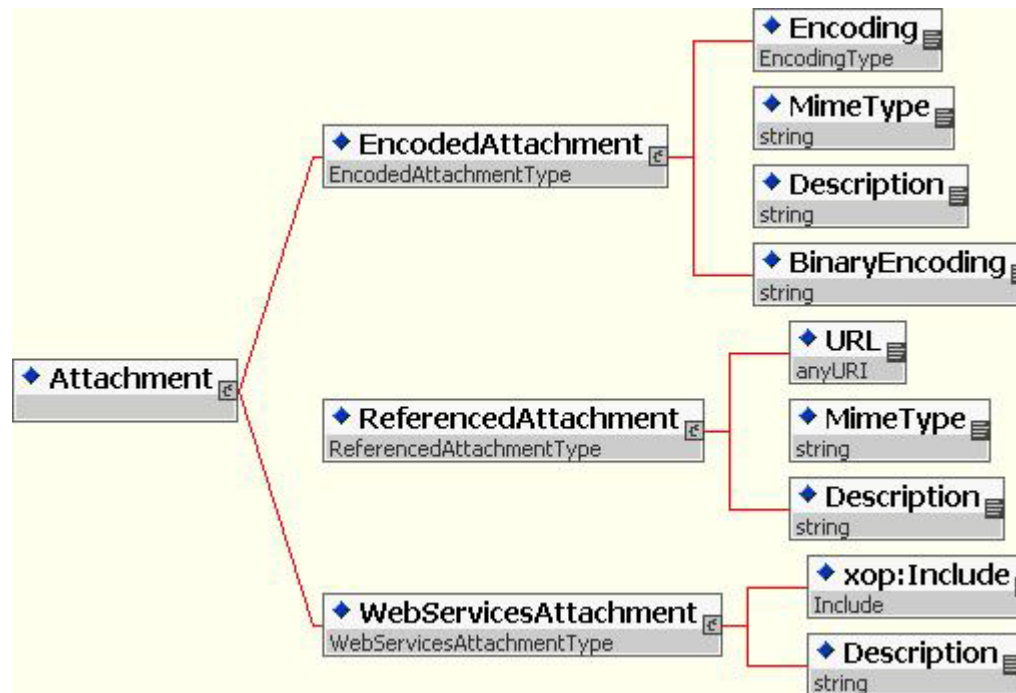 Encoding
EncodingType
MimeType
string
EncodedAttachment
EncodedAttachmentType
Description
string
BinaryEncoding
string
Attachment
URL
anyURI
ReferencedAttachment
ReferencedAttachmentType
MimeType
string
Description
string
WebServicesAttachment
WebServicesAttachmentType
xop:Include
Include
Description
string